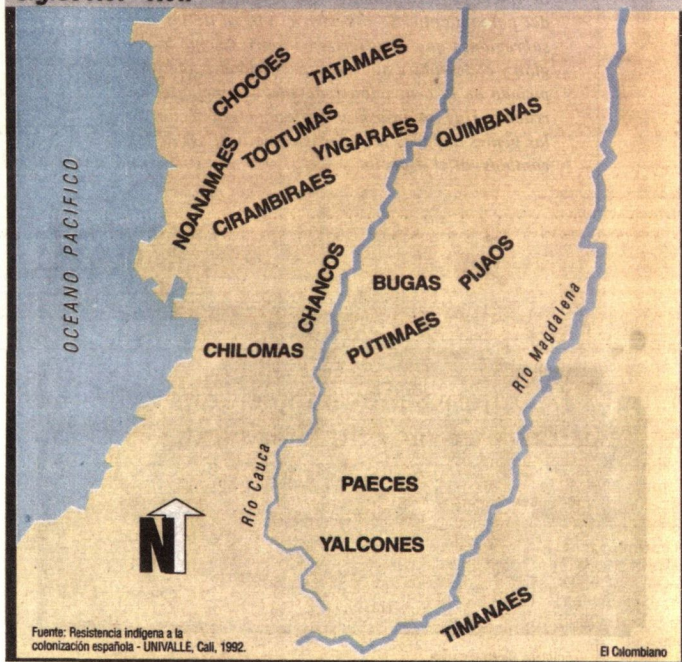 CHOCOES
TATAMAES
TOOTUMAS
YNGARAES
QUIMBAYAS
NOANAMAES
CIRAMBIRAES
OCEANO PACIFICO
CHANCOS
BUGAS
PIJAOS
CHILOMAS
PUTIMAES
Río Magdalena
Río Cauca
PAECES
N
YALCONES
TIMANAES
Fuente: Resistencia indígena a la
colonización española - UNIVALLE, Cali, 1992.
El Colombiano